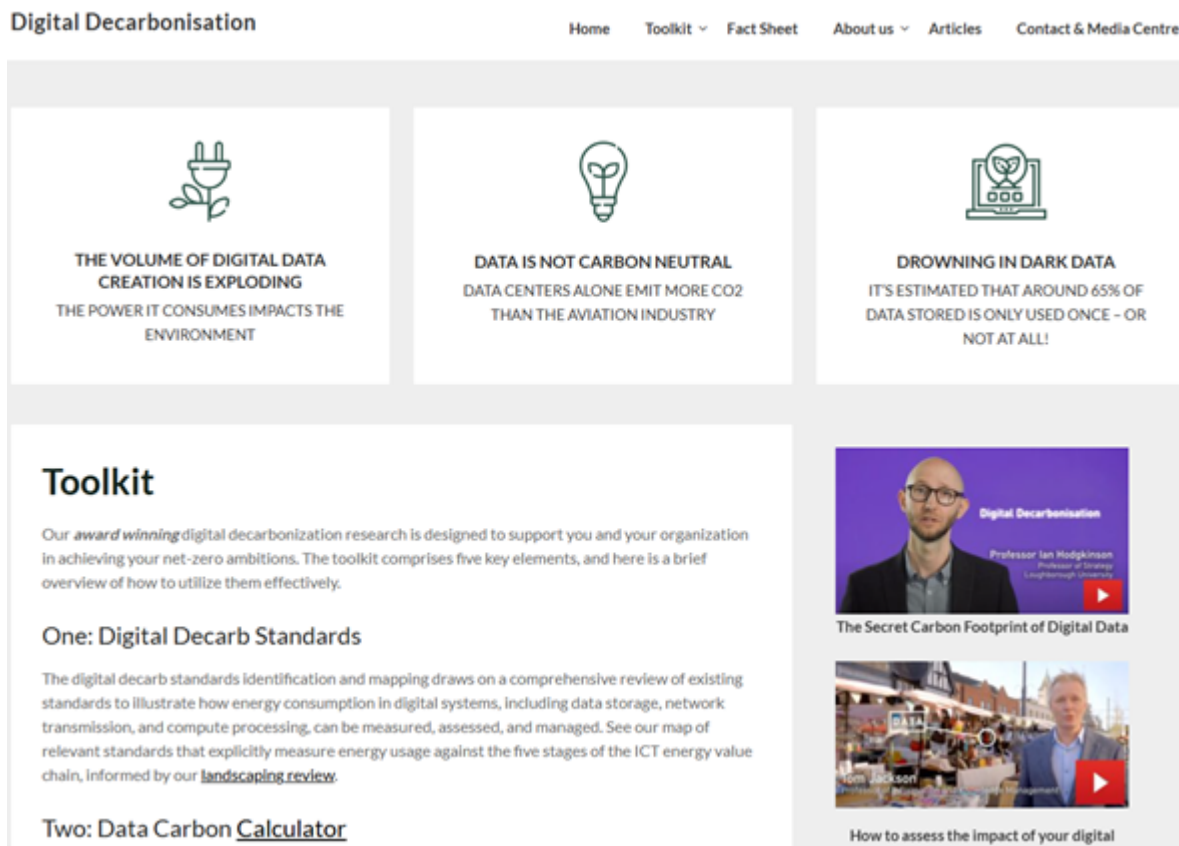 Digital Decarbonisation
Home Toolkit Fact Sheet About us Articles Contact & Media Centre
THE VOLUME OF DIGITAL DATA
CREATION IS EXPLODING
THE POWER IT CONSUMES IMPACTS THE
ENVIRONMENT
DATA IS NOT CARBON NEUTRAL
DATA CENTERS ALONE EMIT MORE CO2
THAN THE AVIATION INDUSTRY
DROWNING IN DARK DATA
IT'S ESTIMATED THAT AROUND 65% OF
DATA STORED IS ONLY USED ONCE – OR
NOT AT ALL!
Toolkit
Our award winning digital decarbonization research is designed to support you and your organization
in achieving your net-zero ambitions. The toolkit comprises five key elements, and here is a brief
overview of how to utilize them effectively.
One: Digital Decarb Standards
The digital decarb standards identification and mapping draws on a comprehensive review of existing
standards to illustrate how energy consumption in digital systems, including data storage, network
transmission, and compute processing, can be measured, assessed, and managed. See our map of
relevant standards that explicitly measure energy usage against the five stages of the ICT energy value
chain, informed by our landscaping review.
Two: Data Carbon Calculator
Digital Decarbonisation
Professor Ian Hodgkinson
Professor of Strategy
Loughborough University
The Secret Carbon Footprint of Digital Data
DATA
Tom Jackson
Management
How to assess the impact of your digital